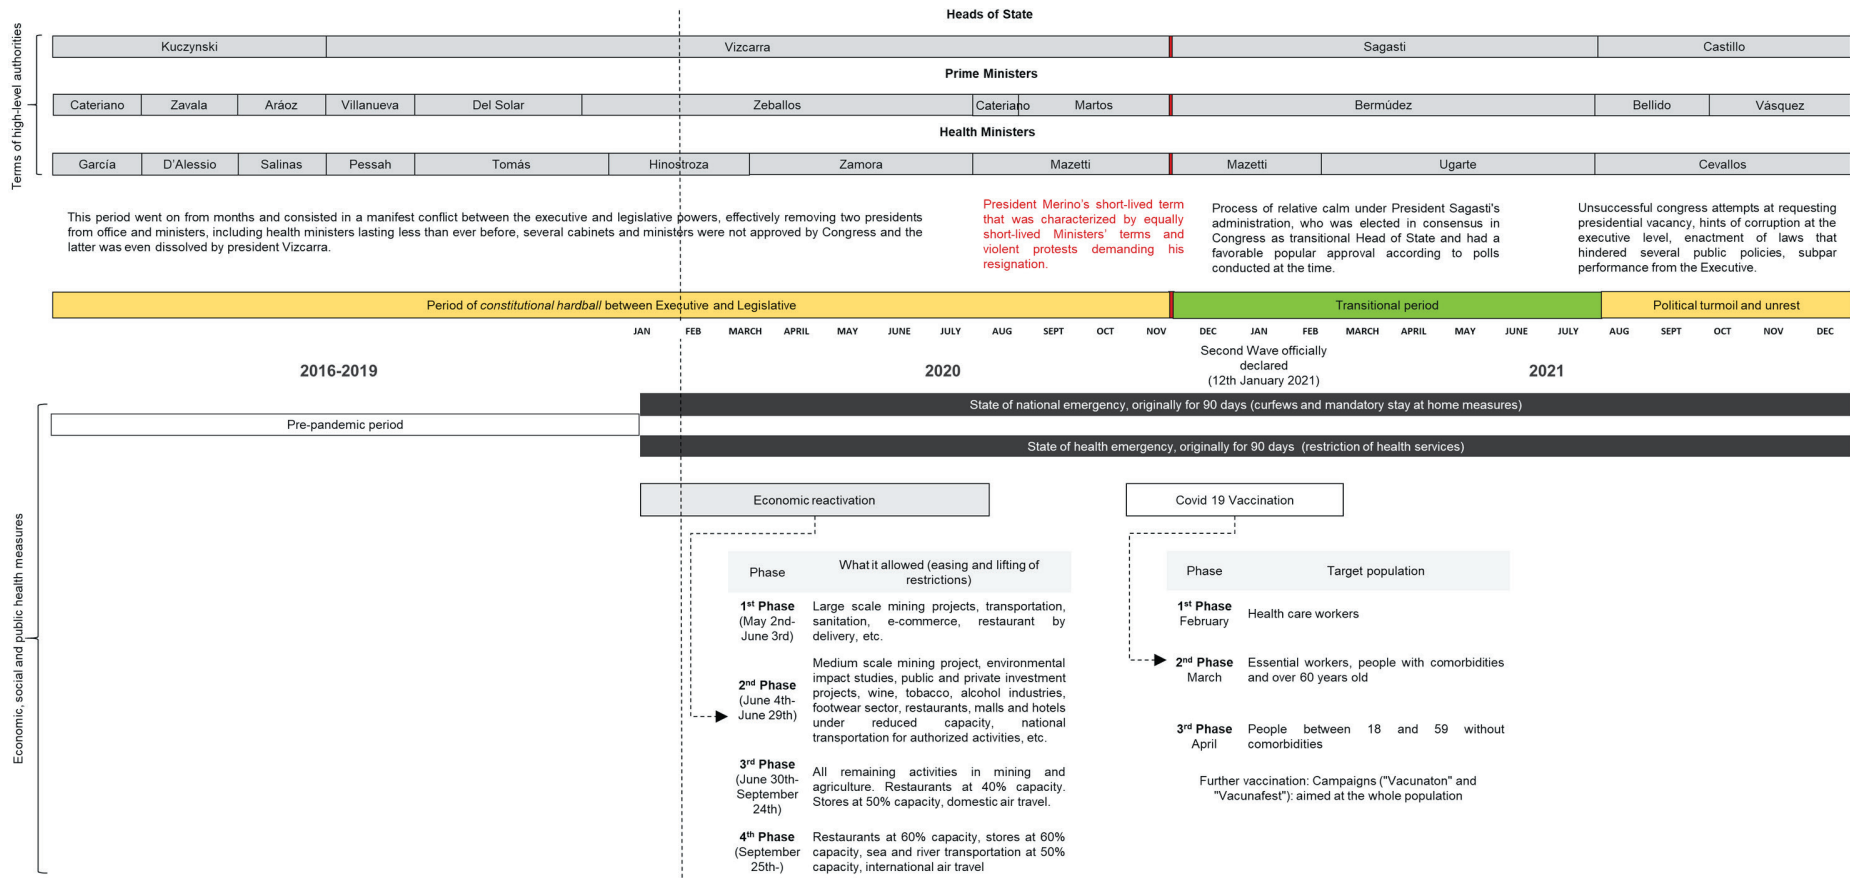 Heads of State
Kuczynski
Vizcarra
Sagasti
Castillo
Prime Ministers
Cateriano
Zavala
Aráoz
Villanueva
Del Solar
Zeballos
Cateriano
Martos
Bermúdez
Bellido
Vásquez
Health Ministers
García
D'Alessio
Salinas
Pessah
Tomás
Hinostroza
Zamora
Mazetti
Mazetti
Ugarte
Cevallos
Terms of high-level authorities
This period went on from months and consisted in a manifest conflict between the executive and legislative powers, effectively removing two presidents
from office and ministers, including health ministers lasting less than ever before, several cabinets and ministers were not approved by Congress and the
latter was even dissolved by president Vizcarra.
President Merino's short-lived term
that was characterized by equally
short-lived Ministers' terms and
violent protests demanding his
resignation.
Process of relative calm under President Sagasti's
administration, who was elected in consensus in
Congress as transitional Head of State and had a
favorable popular approval according to polls
conducted at the time.
Unsuccessful congress attempts at requesting
presidential vacancy, hints of corruption at the
executive level, enactment of laws that
hindered several public policies, subpar
performance from the Executive.
Period of constitutional hardball between Executive and Legislative
Transitional period
Political turmoil and unrest
JAN FEB MARCH APRIL MAY JUNE JULY AUG SEPT OCT NOV DEC JAN FEB MARCH APRIL MAY JUNE JULY AUG SEPT OCT NOV DEC
Second Wave officially
declared
(12th January 2021)
2016-2019
2020
2021
Economic, social and public health measures
State of national emergency, originally for 90 days (curfews and mandatory stay at home measures)
Pre-pandemic period
State of health emergency, originally for 90 days (restriction of health services)
Economic reactivation
Covid 19 Vaccination
Phase
What it allowed (easing and lifting of
restrictions)
1st Phase
(May 2nd-
June 3rd)
Large scale mining projects, transportation,
sanitation, e-commerce, restaurant by
delivery, etc.
2nd Phase
(June 4th-
June 29th)
Medium scale mining project, environmental
impact studies, public and private investment
projects, wine, tobacco, alcohol industries,
footwear sector, restaurants, malls and hotels
under reduced capacity, national
transportation for authorized activities, etc.
3rd Phase
(June 30th-
September
24th)
All remaining activities in mining and
agriculture. Restaurants at 40% capacity.
Stores at 50% capacity, domestic air travel.
4th Phase
(September
25th-)
Restaurants at 60% capacity, stores at 60%
capacity, sea and river transportation at 50%
capacity, international air travel
Phase
Target population
1st Phase
February
Health care workers
2nd Phase
March
Essential workers, people with comorbidities
and over 60 years old
3rd Phase
April
People between 18 and 59 without
comorbidities
Further vaccination: Campaigns ("Vacunaton" and
"Vacunafest"): aimed at the whole population